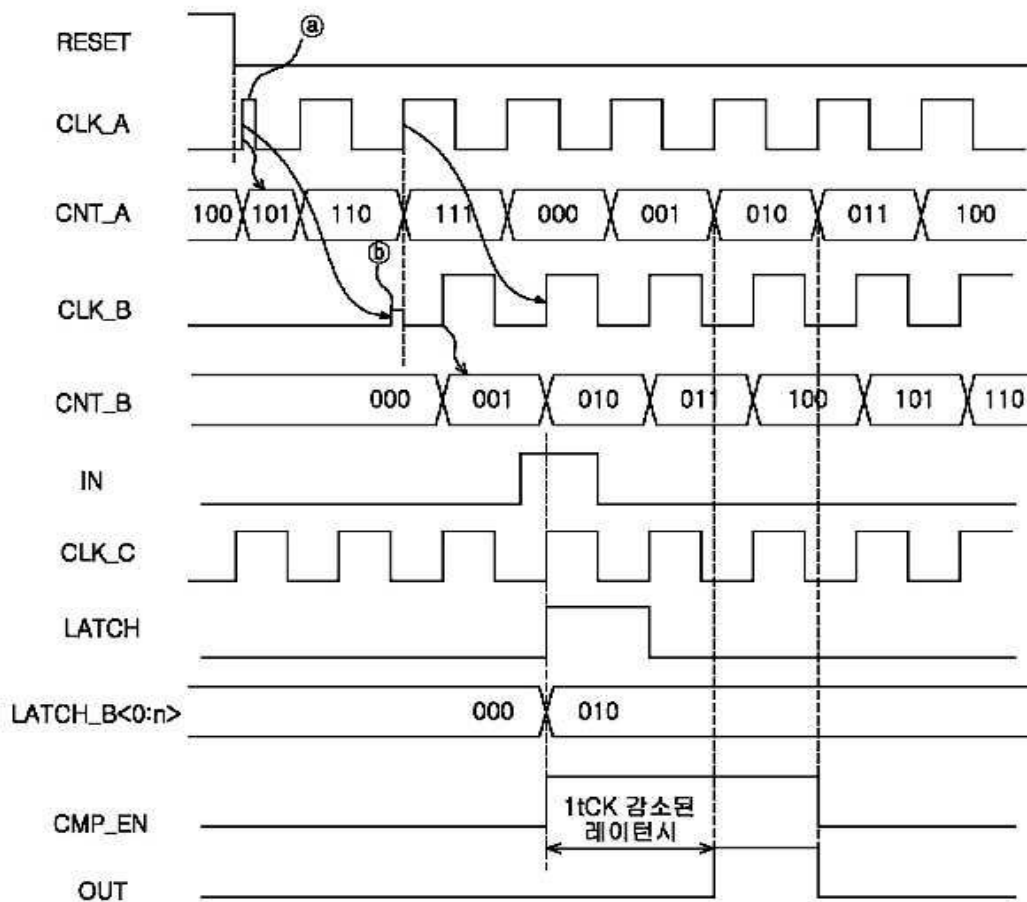 RESET
ⓐ
CLK_A
CNT_A 100 101 110 111 000 001 010 011 100
ⓑ
CLK_B
CNT_B 000 001 010 011 100 101 110
IN
CLK_C
LATCH
LATCH_B<0:n> 000 010
CMP_EN
1tCK 감소된
레이턴시
OUT